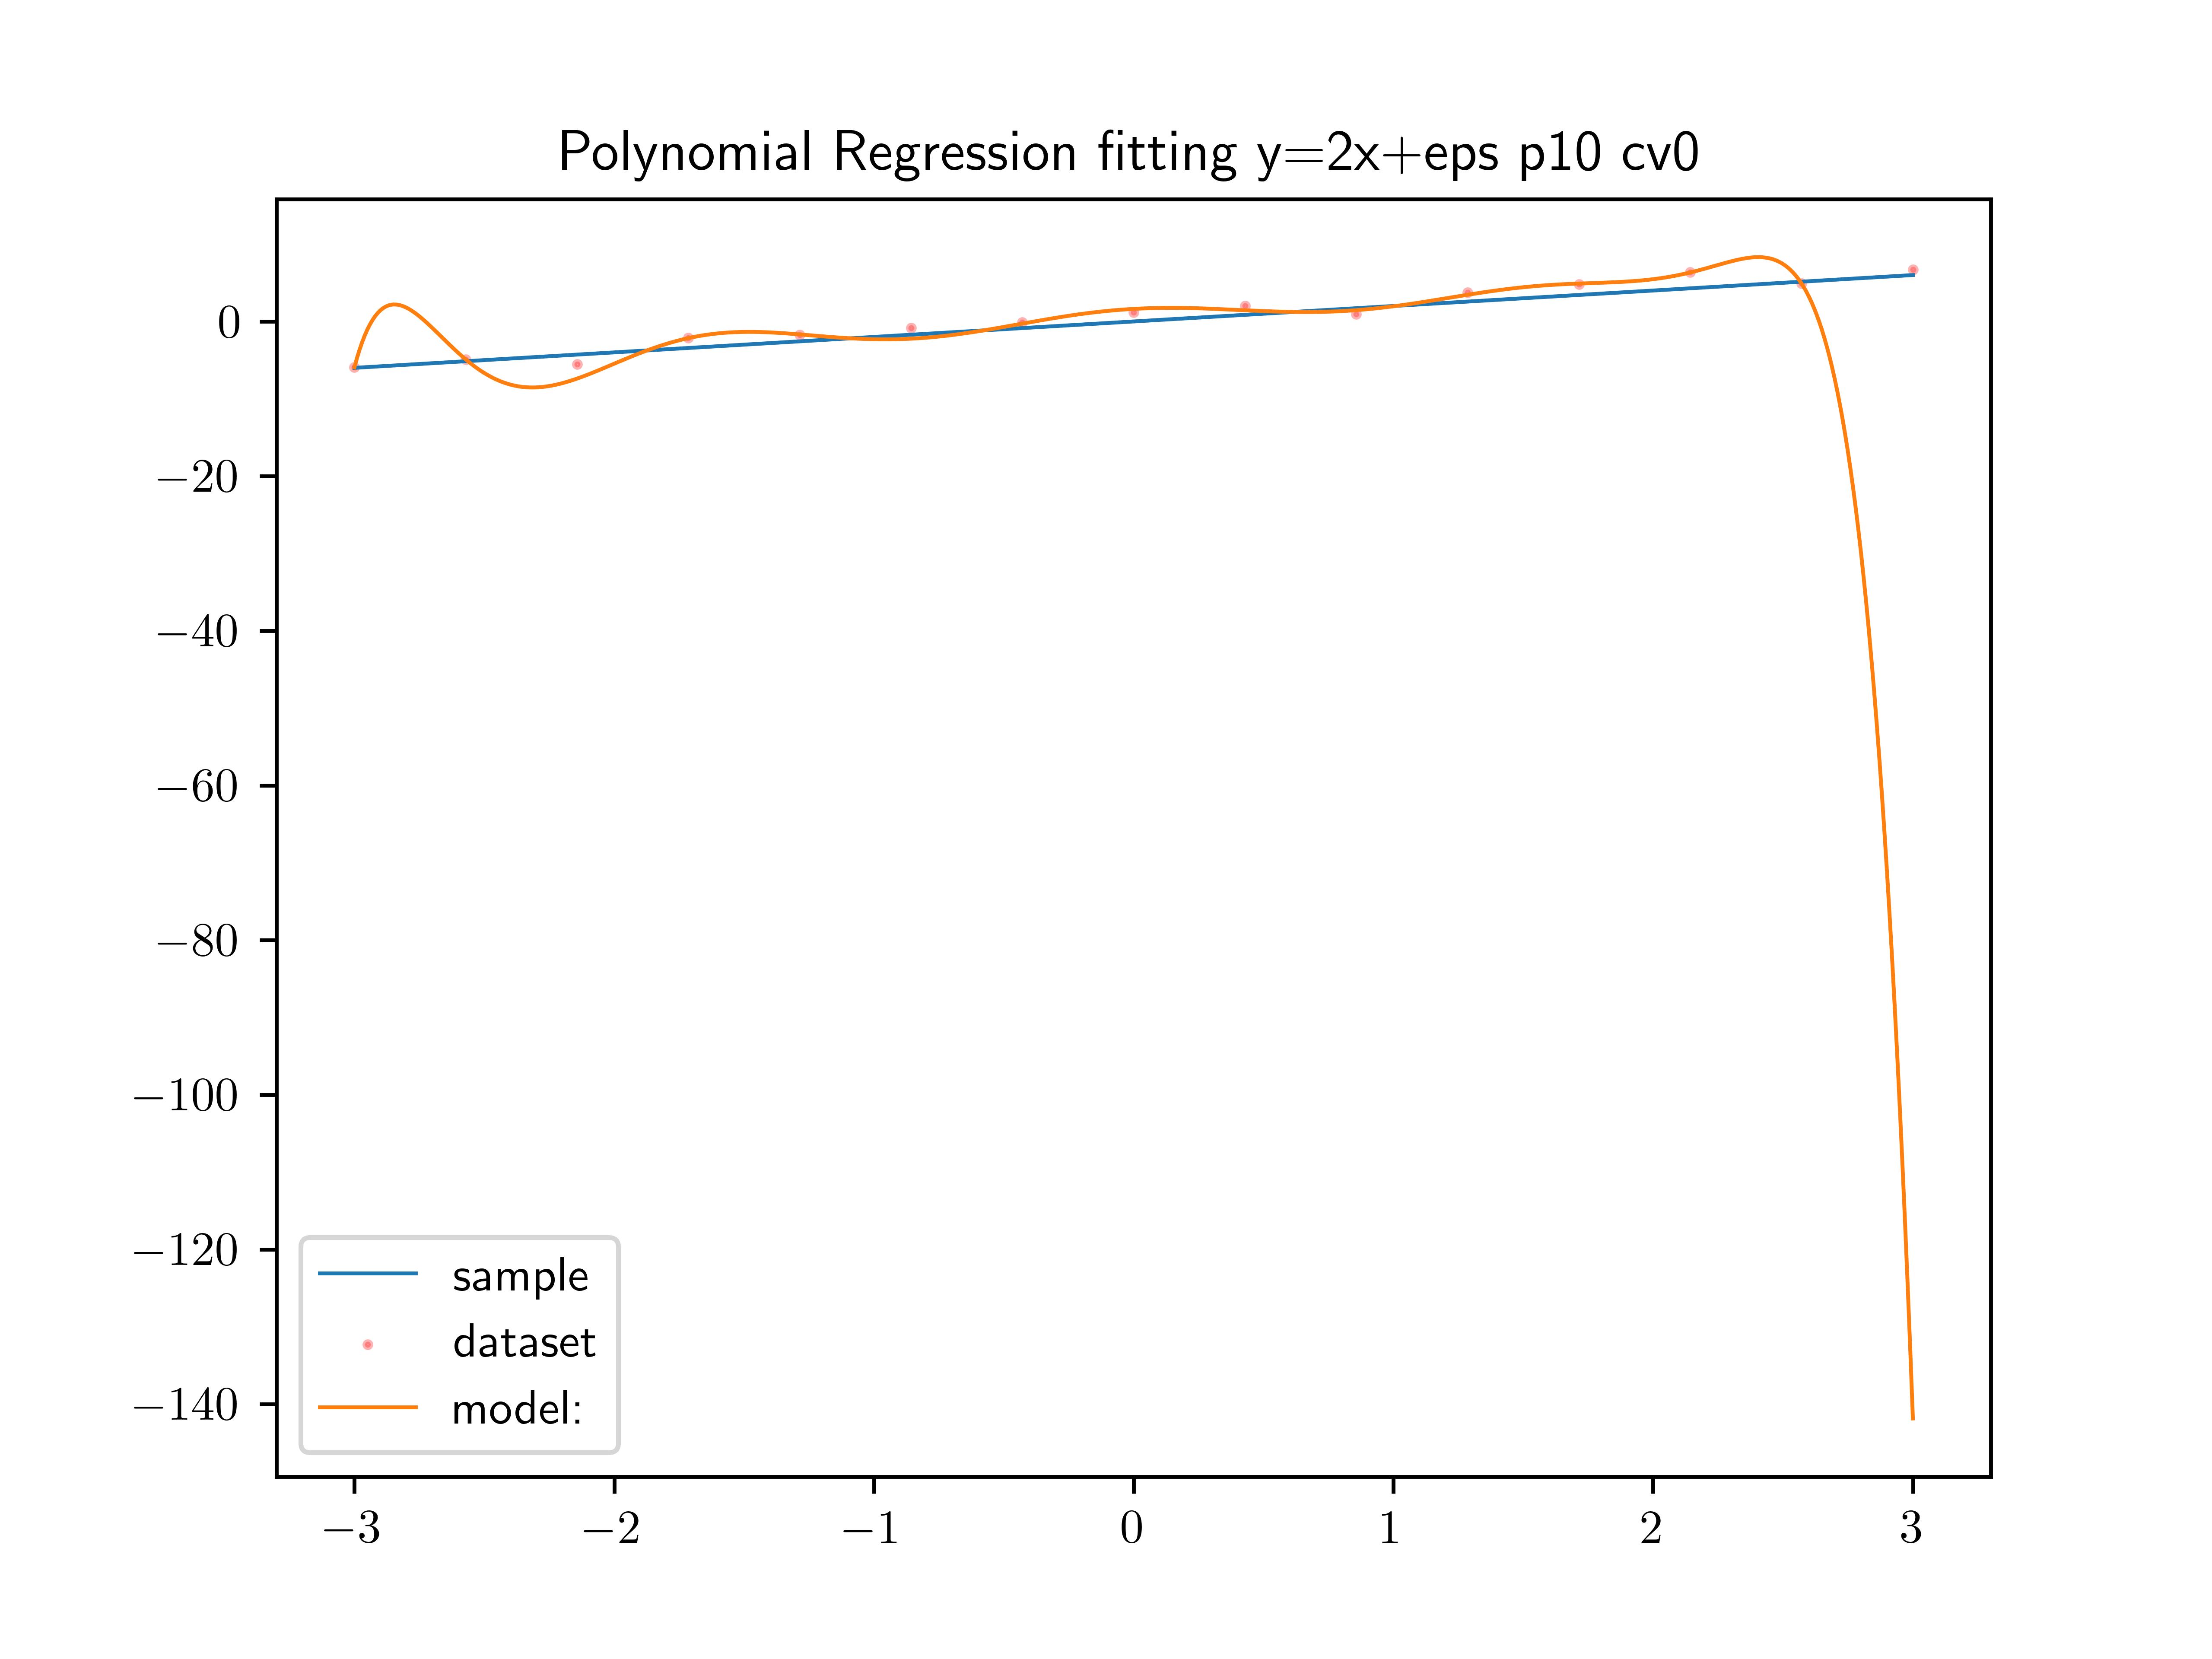 Polynomial Regression fitting y=2x+eps p10 cv0
0
−20
−40
−60
−80
−100
−120
−140
sample
dataset
model:
−3 −2 −1 0 1 2 3